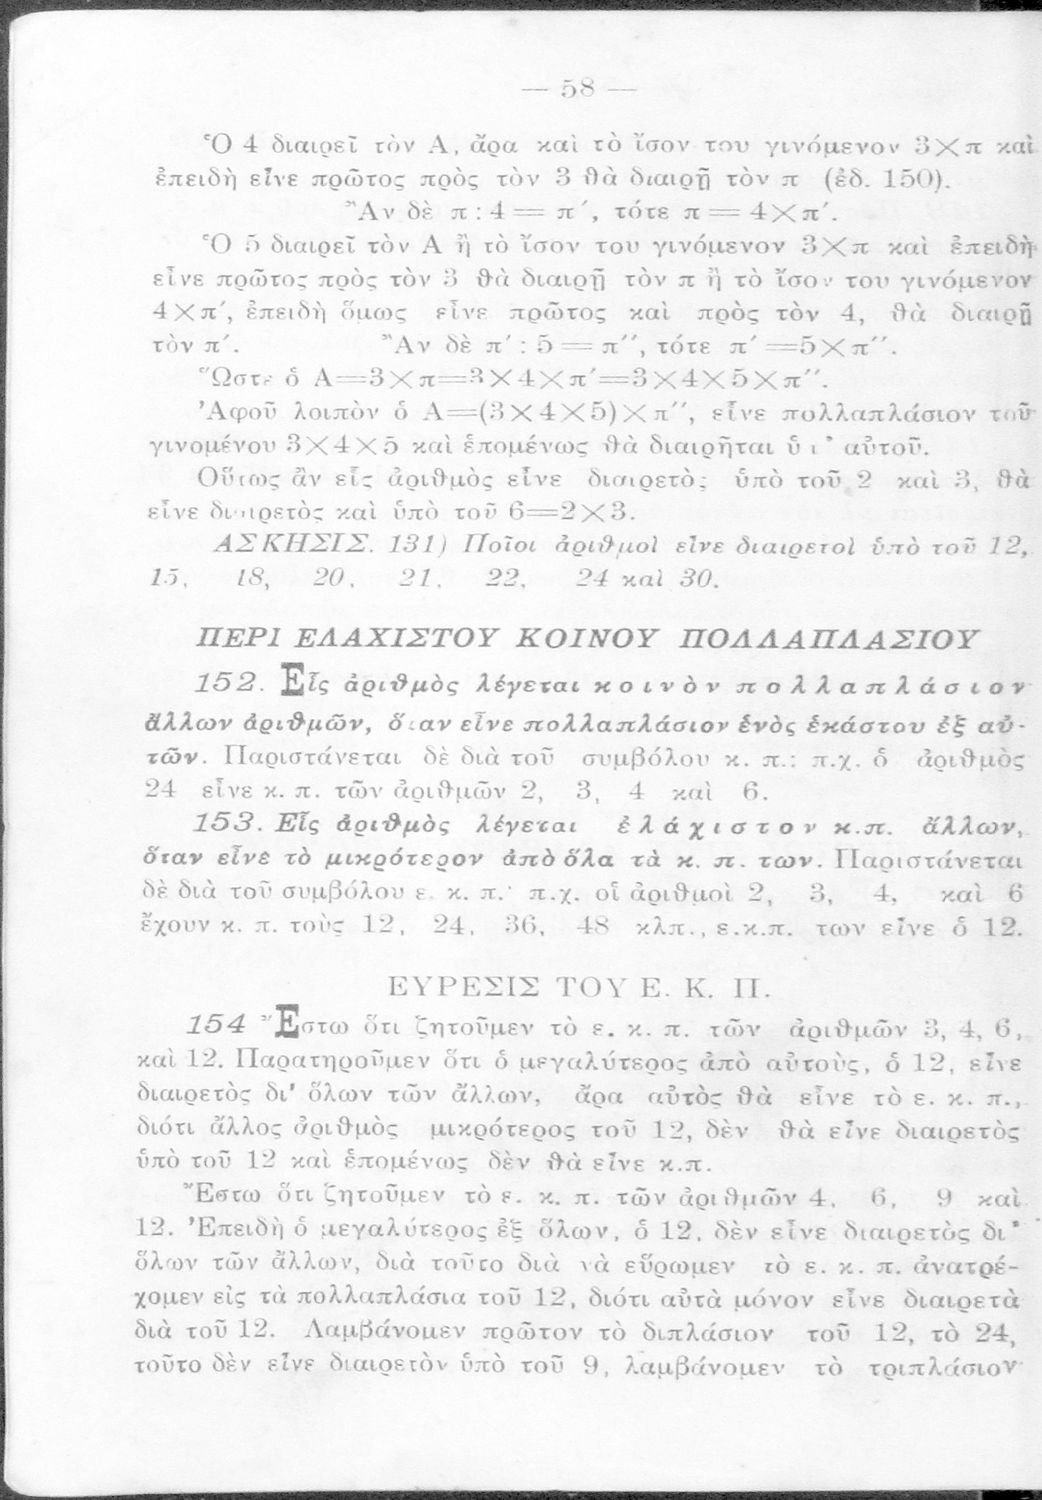 — 58 —
Ὁ 4 διαιρεῖ τὸν Α, ἄρα καὶ τὸ ἴσον του γινόμενον 3×π καὶ
ἐπειδὴ εἶνε πρῶτος πρὸς τὸν 3 θὰ διαιρῇ τὸν π (ἐδ. 150).
Ἂν δὲ π : 4 = π΄, τότε π = 4×π΄.
Ὁ 5 διαιρεῖ τὸν Α ἢ τὸ ἴσον του γινόμενον 3×π καὶ ἐπειδὴ
εἶνε πρῶτος πρὸς τὸν 3 θὰ διαιρῇ τὸν π ἢ τὸ ἴσον του γινόμενον
4×π΄, ἐπειδὴ ὅμως εἶνε πρῶτος καὶ πρὸς τὸν 4, θὰ διαιρῇ
τὸν π΄. Ἂν δὲ π΄ : 5 = π΄΄, τότε π΄ =5×π΄΄.
Ὥστε ὁ Α=3×π=3×4×π΄=3×4×5×π΄΄.
Ἀφοῦ λοιπὸν ὁ Α=(3×4×5)×π΄΄, εἶνε πολλαπλάσιον τοῦ
γινομένου 3×4×5 καὶ ἑπομένως θὰ διαιρῆται ὑπ' αὐτοῦ.
Οὕτως ἂν εἷς ἀριθμὸς εἶνε διαιρετὸς ὑπὸ τοῦ 2 καὶ 3, θὰ
εἶνε διαιρετὸς καὶ ὑπὸ τοῦ 6=2×3.
ΑΣΚΗΣΙΣ. 131) Ποῖοι ἀριθμοὶ εἶνε διαιρετοὶ ὑπὸ τοῦ 12,
15, 18, 20, 21, 22, 24 καὶ 30.
ΠΕΡΙ ΕΛΑΧΙΣΤΟΥ ΚΟΙΝΟΥ ΠΟΛΛΑΠΛΑΣΙΟΥ
152. Εἷς ἀριθμὸς λέγεται κοινὸν πολλαπλάσιον
ἄλλων ἀριθμῶν, ὅταν εἶνε πολλαπλάσιον ἑνὸς ἑκάστου ἐξ αὐ-
τῶν. Παριστάνεται δὲ διὰ τοῦ συμβόλου κ. π.: π.χ. ὁ ἀριθμὸς
24 εἶνε κ. π. τῶν ἀριθμῶν 2, 3, 4 καὶ 6.
153. Εἷς ἀριθμὸς λέγεται ἐλάχιστον κ.π. ἄλλων,
ὅταν εἶνε τὸ μικρότερον ἀπὸ ὅλα τὰ κ. π. των. Παριστάνεται
δὲ διὰ τοῦ συμβόλου ε. κ. π.· π.χ. οἱ ἀριθμοὶ 2, 3, 4, καὶ 6
ἔχουν κ. π. τοὺς 12, 24, 36, 48 κλπ., ε.κ.π. των εἶνε ὁ 12.
ΕΥΡΕΣΙΣ ΤΟΥ Ε. Κ. Π.
154 Ἔστω ὅτι ζητοῦμεν τὸ ε. κ. π. τῶν ἀριθμῶν 3, 4, 6,
καὶ 12. Παρατηροῦμεν ὅτι ὁ μεγαλύτερος ἀπὸ αὐτοὺς, ὁ 12, εἶνε
διαιρετὸς δι' ὅλων τῶν ἄλλων, ἄρα αὐτὸς θὰ εἶνε τὸ ε. κ. π.,
διότι ἄλλος ἀριθμὸς μικρότερος τοῦ 12, δὲν θὰ εἶνε διαιρετὸς
ὑπὸ τοῦ 12 καὶ ἑπομένως δὲν θὰ εἶνε κ.π.
Ἔστω ὅτι ζητοῦμεν τὸ ε. κ. π. τῶν ἀριθμῶν 4, 6, 9 καὶ
12. Ἐπειδὴ ὁ μεγαλύτερος ἐξ ὅλων, ὁ 12, δὲν εἶνε διαιρετὸς δι'
ὅλων τῶν ἄλλων, διὰ τοῦτο διὰ νὰ εὕρωμεν τὸ ε. κ. π. ἀνατρέ-
χομεν εἰς τὰ πολλαπλάσια τοῦ 12, διότι αὐτὰ μόνον εἶνε διαιρετὰ
διὰ τοῦ 12. Λαμβάνομεν πρῶτον τὸ διπλάσιον τοῦ 12, τὸ 24,
τοῦτο δὲν εἶνε διαιρετὸν ὑπὸ τοῦ 9, λαμβάνομεν τὸ τριπλάσιον